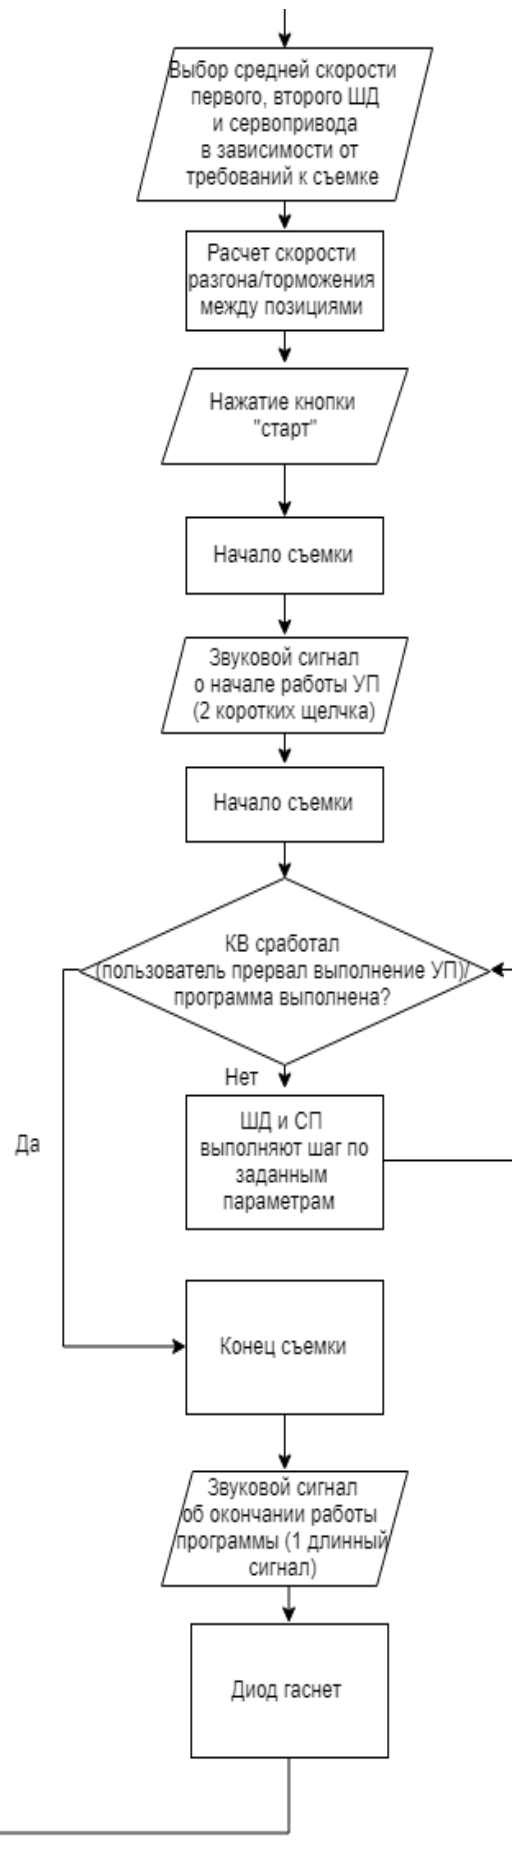 Выбор средней скорости
первого, второго ШД
и сервопривода
в зависимости от
требований к съемке
Расчет скорости
разгона/торможения
между позициями
Нажатие кнопки
"старт"
Начало съемки
Звуковой сигнал
о начале работы УП
(2 коротких щелчка)
Начало съемки
КВ сработал
(пользователь прервал выполнение УП)/
программа выполнена?
Нет
Да
ШД и СП
выполняют шаг по
заданным
параметрам
Конец съемки
Звуковой сигнал
об окончании работы
программы (1 длинный
сигнал)
Диод гаснет